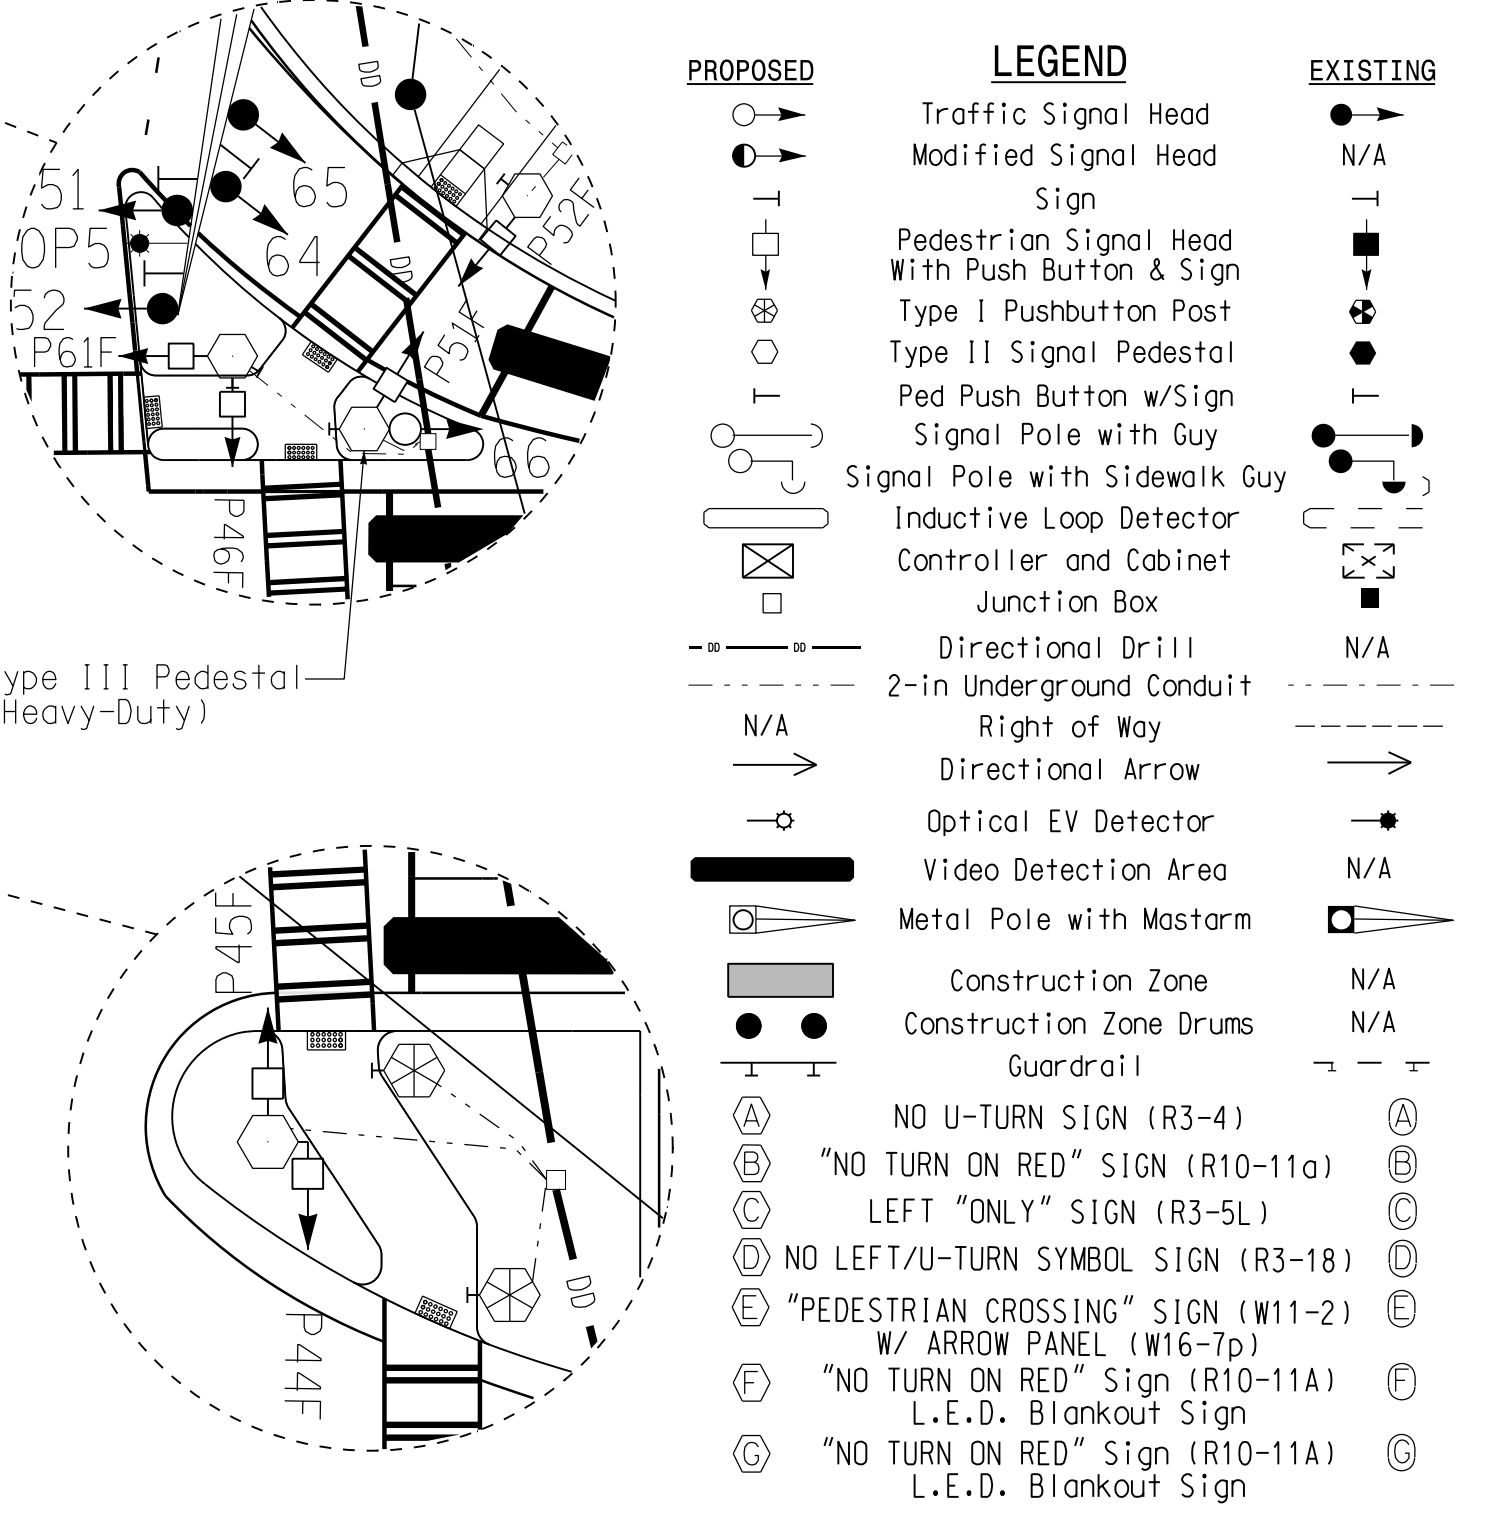 DD
51
65
OP5
64
DD
P52F
52
P61F
P51F
66
P46F
ype III Pedestal
Heavy-Duty)
P45F
DD
P44F
PROPOSED LEGEND EXISTING
Traffic Signal Head
Modified Signal Head N/A
Sign
Pedestrian Signal Head
With Push Button & Sign
Type I Pushbutton Post
Type II Signal Pedestal
Ped Push Button w/Sign
Signal Pole with Guy
Signal Pole with Sidewalk Guy
Inductive Loop Detector
Controller and Cabinet
Junction Box
DD DD Directional Drill N/A
2-in Underground Conduit
N/A Right of Way
Directional Arrow
Optical EV Detector
Video Detection Area N/A
Metal Pole with Mastarm
Construction Zone N/A
Construction Zone Drums N/A
Guardrail
A NO U-TURN SIGN (R3-4) A
B "NO TURN ON RED" SIGN (R10-11a) B
C LEFT "ONLY" SIGN (R3-5L) C
D NO LEFT/U-TURN SYMBOL SIGN (R3-18) D
E "PEDESTRIAN CROSSING" SIGN (W11-2) E
W/ ARROW PANEL (W16-7p)
F "NO TURN ON RED" Sign (R10-11A) F
L.E.D. Blankout Sign
G "NO TURN ON RED" Sign (R10-11A) G
L.E.D. Blankout Sign